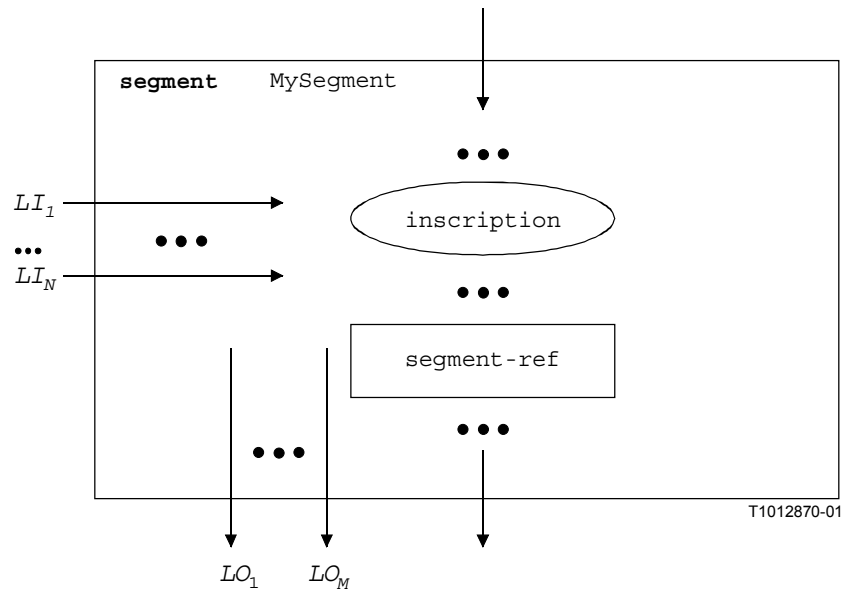 segment MySegment
•••
LI1
inscription
•••
•••
LIN
•••
segment-ref
•••
•••
T1012870-01
LO1 LOM